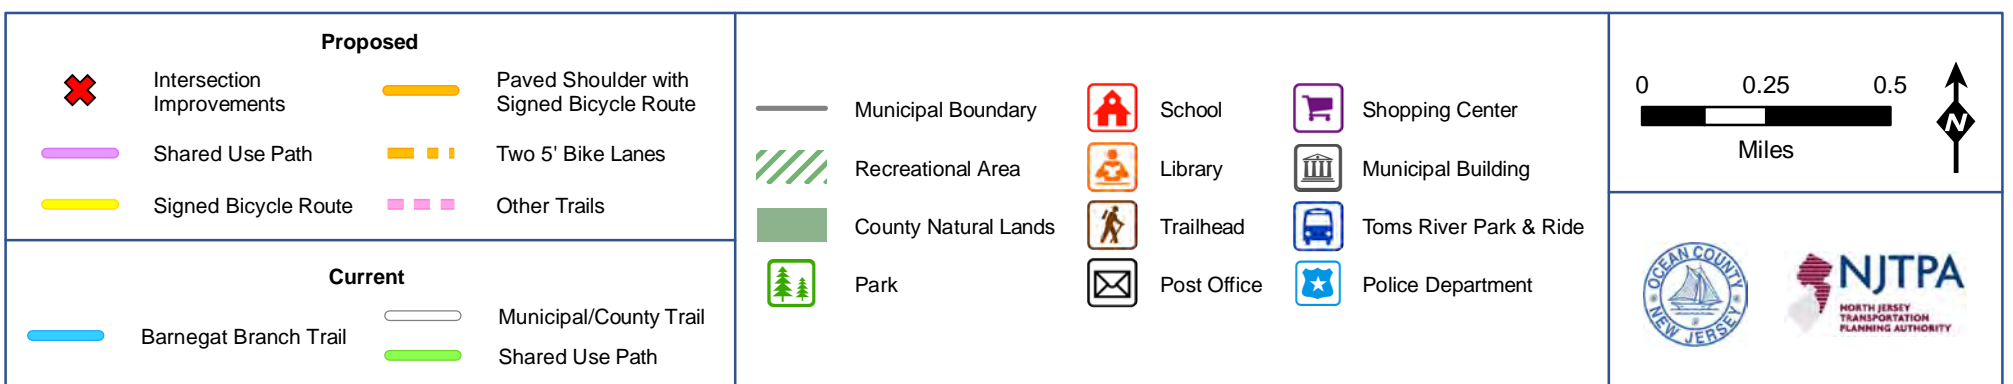 Proposed
Intersection
Improvements
Shared Use Path
Signed Bicycle Route
Paved Shoulder with
Signed Bicycle Route
Two 5' Bike Lanes
Other Trails
Current
Barnegat Branch Trail
Municipal/County Trail
Shared Use Path
Municipal Boundary
Recreational Area
County Natural Lands
Park
School
Library
Trailhead
Post Office
Shopping Center
Municipal Building
Toms River Park & Ride
Police Department
0 0.25 0.5
Miles
N
OCEAN COUNTY
NEW JERSEY
NJTPA
NORTH JERSEY
TRANSPORTATION
PLANNING AUTHORITY